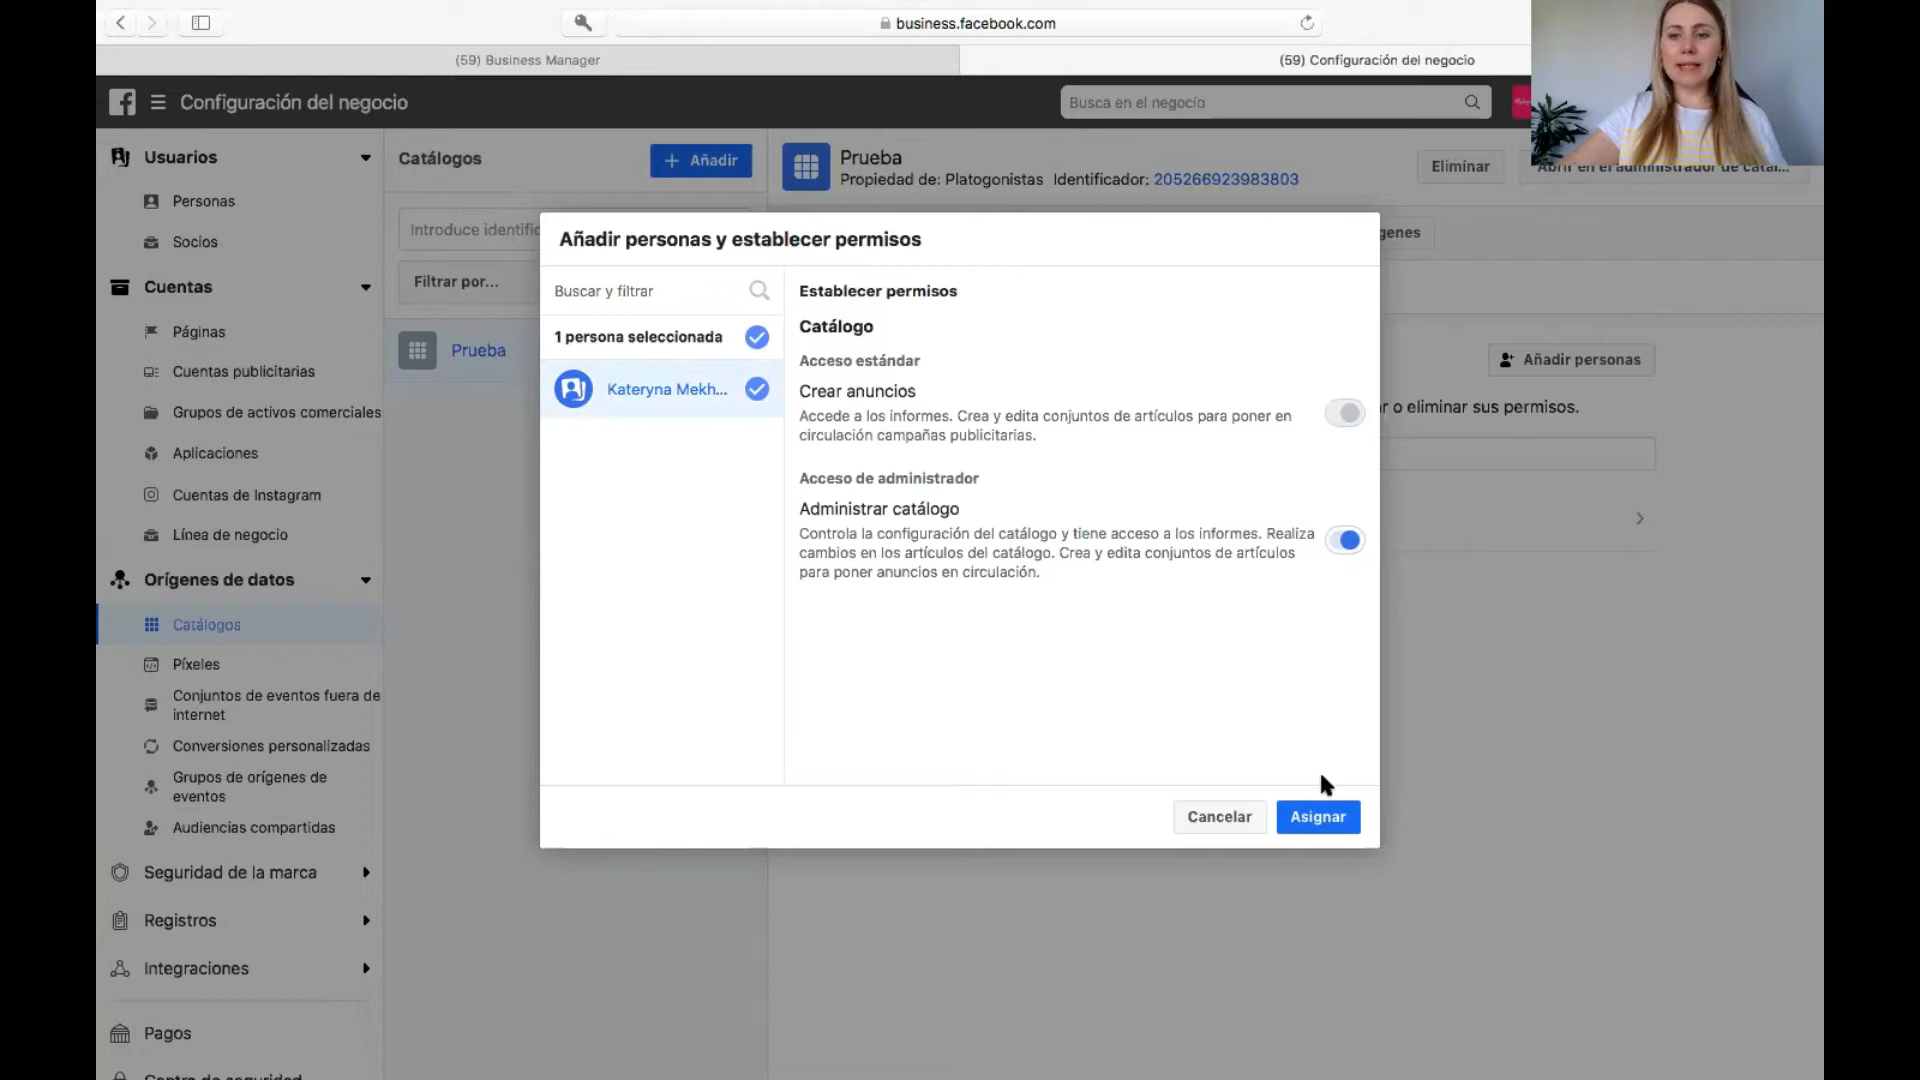 business.facebook.com
(59) Business Manager
(59) Configuración del negocio
Configuración del negocio
Busca en el negocio
Usuarios
Personas
Socios
Cuentas
Páginas
Cuentas publicitarias
Grupos de activos comerciales
Aplicaciones
Cuentas de Instagram
Línea de negocio
Orígenes de datos
Catálogos
Píxeles
Conjuntos de eventos fuera de
internet
Conversiones personalizadas
Grupos de orígenes de
eventos
Audiencias compartidas
Seguridad de la marca
Registros
Integraciones
Pagos
Centro de seguridad
Catálogos
+ Añadir
Introduce identific
Filtrar por...
Prueba
Prueba
Propiedad de: Platogonistas Identificador: 205266923983803
Eliminar
Abrir en el administrador de catál...
genes
Añadir personas
r o eliminar sus permisos.
Añadir personas y establecer permisos
Buscar y filtrar
1 persona seleccionada
Kateryna Mekh...
Establecer permisos
Catálogo
Acceso estándar
Crear anuncios
Accede a los informes. Crea y edita conjuntos de artículos para poner en
circulación campañas publicitarias.
Acceso de administrador
Administrar catálogo
Controla la configuración del catálogo y tiene acceso a los informes. Realiza
cambios en los artículos del catálogo. Crea y edita conjuntos de artículos
para poner anuncios en circulación.
Cancelar
Asignar